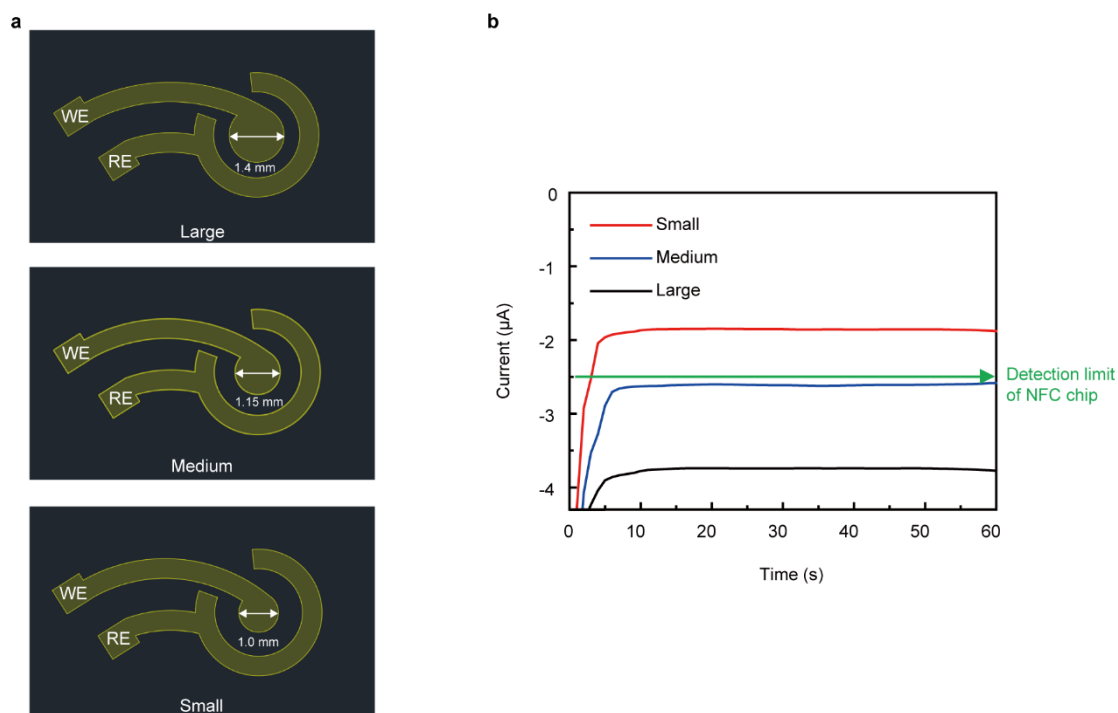 a
WE
RE
1.4 mm
Large
WE
RE
1.15 mm
Medium
WE
RE
1.0 mm
Small
b
0
-1
-2
-3
-4
Current (µA)
Small
Medium
Large
Detection limit
of NFC chip
0 10 20 30 40 50 60
Time (s)